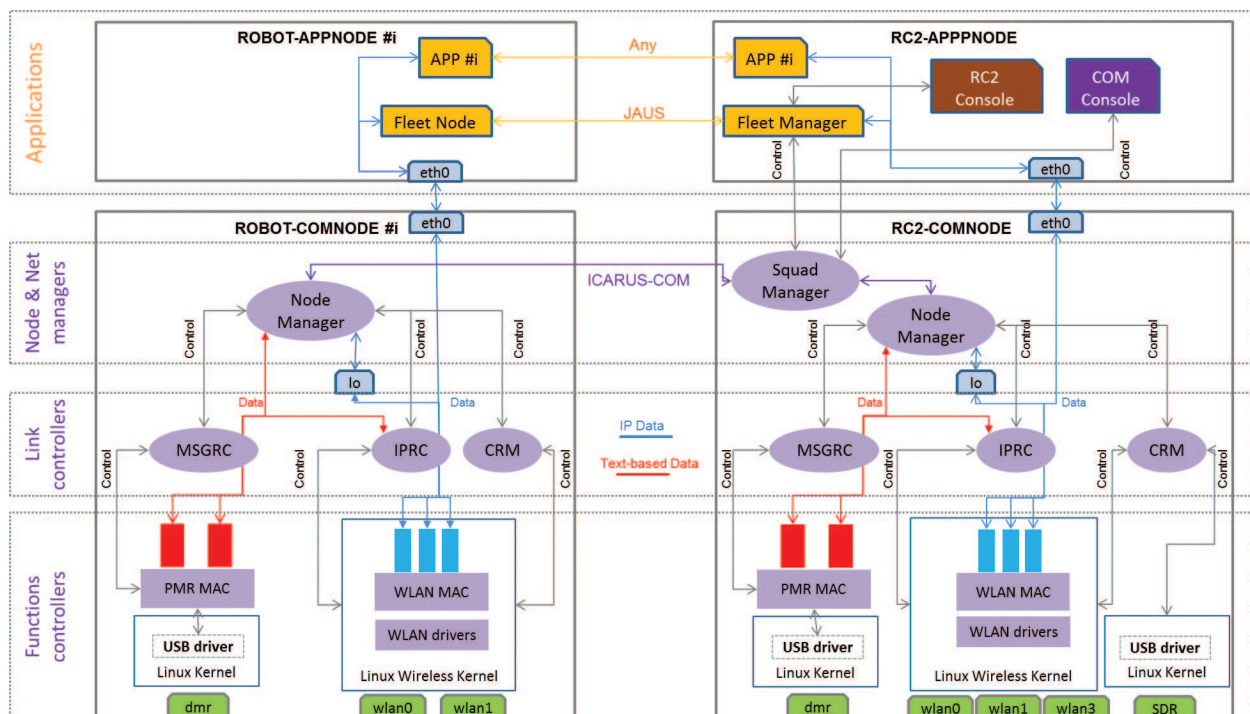 Applications
ROBOT-APPNODE #i
APP #i
Fleet Node
eth0
Any
JAUS
RC2-APPPNODE
APP #i
Fleet Manager
RC2
Console
COM
Console
Control
Control
eth0
Node & Net
managers
ROBOT-COMNODE #i
eth0
Node
Manager
Control
Control
Control
lo
ICARUS-COM
RC2-COMNODE
eth0
Squad
Manager
Node
Manager
Control
Control
Control
lo
Link
controllers
Data
Data
MSGRC
IPRC
CRM
Control
Control
Control
IP Data
Text-based Data
Data
Data
MSGRC
IPRC
CRM
Control
Control
Control
Control
Functions
controllers
PMR MAC
USB driver
Linux Kernel
dmr
WLAN MAC
WLAN drivers
Linux Wireless Kernel
wlan0
wlan1
PMR MAC
USB driver
Linux Kernel
dmr
WLAN MAC
WLAN drivers
Linux Wireless Kernel
wlan0
wlan1
wlan3
USB driver
Linux Kernel
SDR